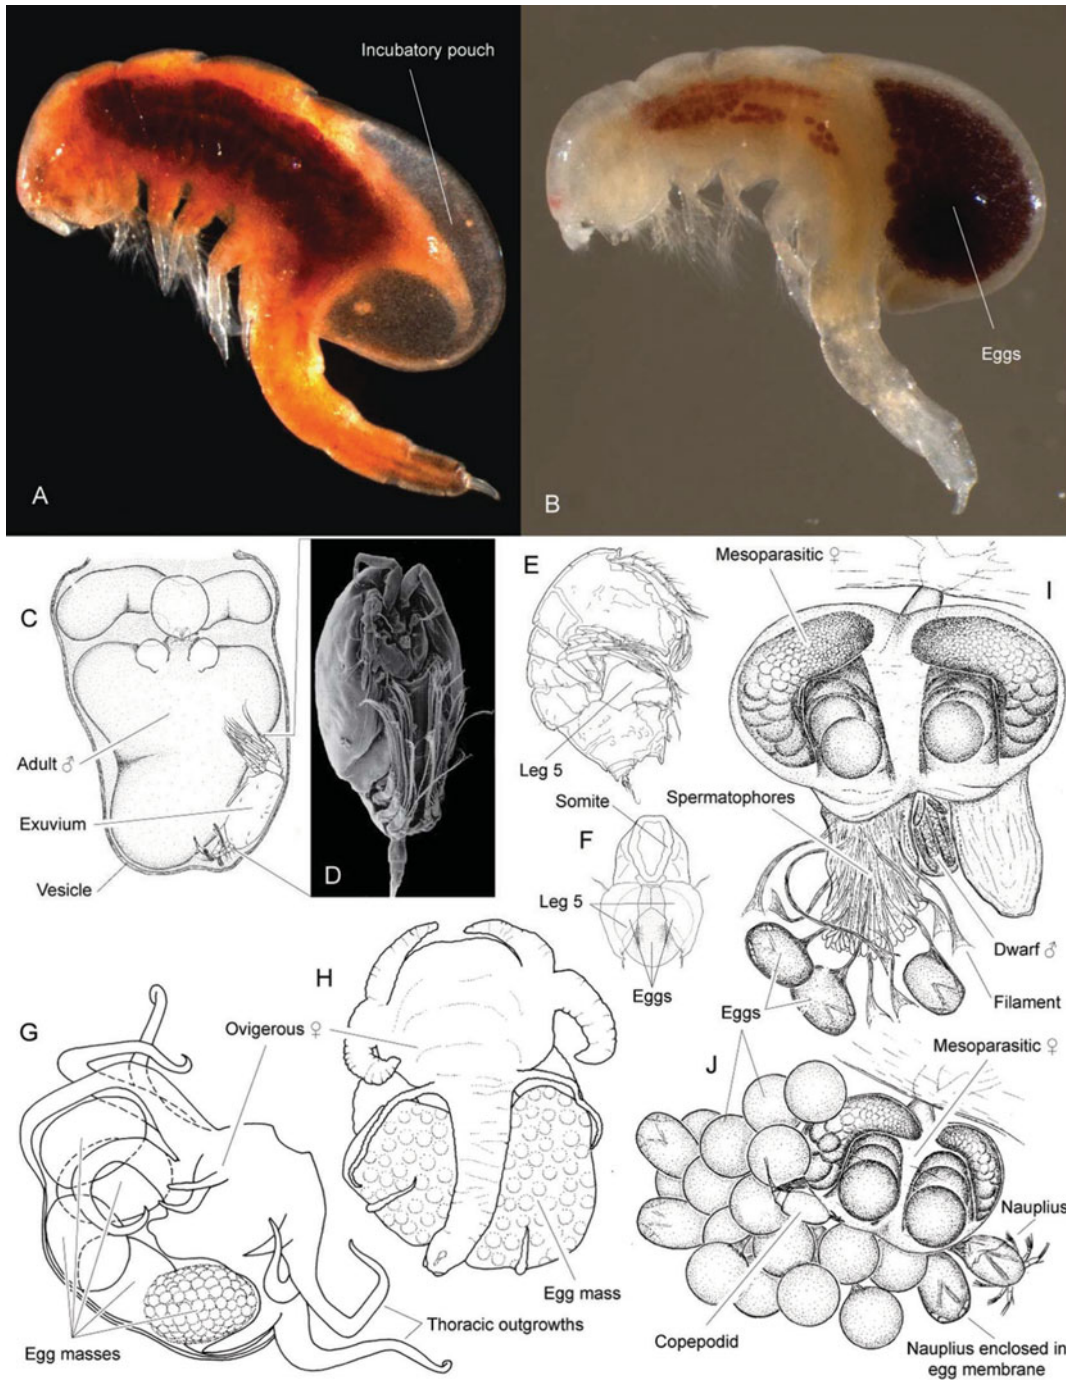 Incubatory pouch
Eggs
A
B
C
Adult ♂
Exuvium
Vesicle
D
E
Leg 5
Somite
F
Leg 5
Eggs
Mesoparasitic ♀
I
Spermatophores
Dwarf ♂
Filament
Eggs
H
Ovigerous ♀
Egg mass
G
Egg masses
Thoracic outgrowths
J
Mesoparasitic ♀
Nauplius
Copepodid
Nauplius enclosed in
egg membrane